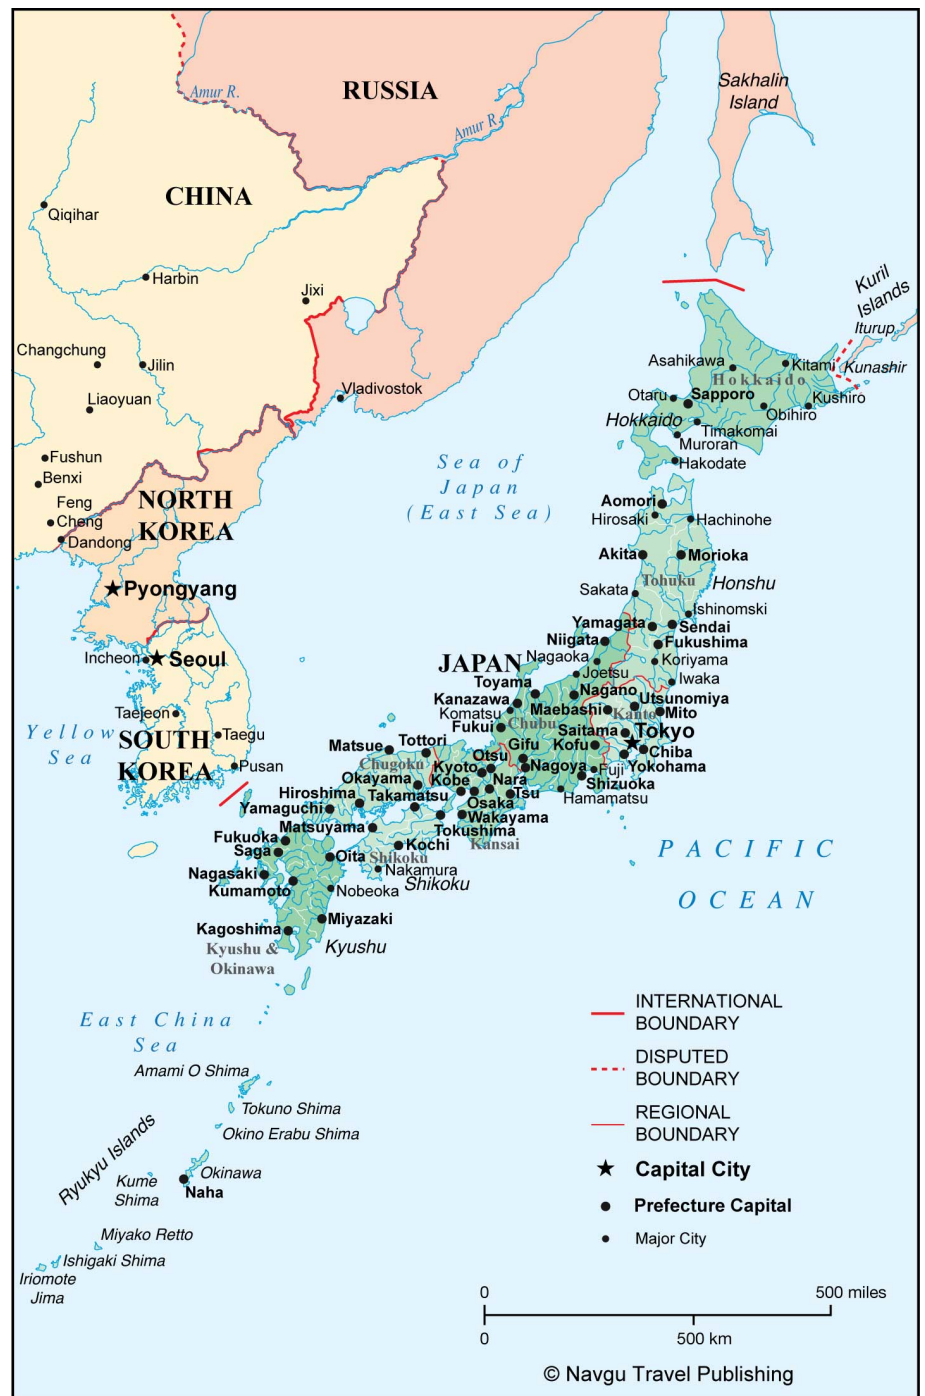 Sakhalin
Island
RUSSIA
Amur R.
Amur R.
CHINA
Qiqihar
Harbin
Jixi
Kuril
Islands
Iturup
Kunashir
Changchung
Jilin
Liaoyuan
Vladivostok
Asahikawa
Kitami
Hokkaido
Otaru
Sapporo
Kushiro
Obihiro
Hokkaido
Timakomai
Muroran
Hakodate
Fushun
Benxi
Feng
Cheng
Dandong
NORTH
KOREA
Sea of
Japan
(East Sea)
Aomori
Hirosaki
Hachinohe
Akita
Morioka
Tohuku
Honshu
Pyongyang
Sakata
Ishinomski
Yamagata
Sendai
Niigata
Fukushima
Incheon
Seoul
JAPAN
Nagaoka
Koriyama
Joetsu
Iwaka
Toyama
Nagano
Utsunomiya
Kanazawa
Maebashi
Kanto
Mito
Komatsu
Chubu
Taejeon
Fukui
Saitama
Tokyo
Yellow
Sea
Taegu
SOUTH
KOREA
Matsue
Tottori
Gifu
Kofu
Chiba
Otsu
Chugoku
Kyoto
Nagoya
Fuji
Yokohama
Pusan
Okayama
Kobe
Nara
Shizuoka
Hiroshima
Takamatsu
Tsu
Hamamatsu
Osaka
Yamaguchi
Wakayama
Matsuyama
Tokushima
Fukuoka
Kochi
Kansai
Saga
Oita
Shikoku
Nakamura
Nagasaki
Shikoku
Kumamoto
Nobeoka
PACIFIC
OCEAN
Miyazaki
Kagoshima
Kyushu &
Okinawa
Kyushu
East China
Sea
Amami O Shima
Tokuno Shima
Okino Erabu Shima
Ryukyu Islands
Okinawa
Kume
Shima
Naha
Miyako Retto
Ishigaki Shima
Iriomote
Jima
INTERNATIONAL
BOUNDARY
DISPUTED
BOUNDARY
REGIONAL
BOUNDARY
Capital City
Prefecture Capital
Major City
0
500 miles
0
500 km
© Navgu Travel Publishing